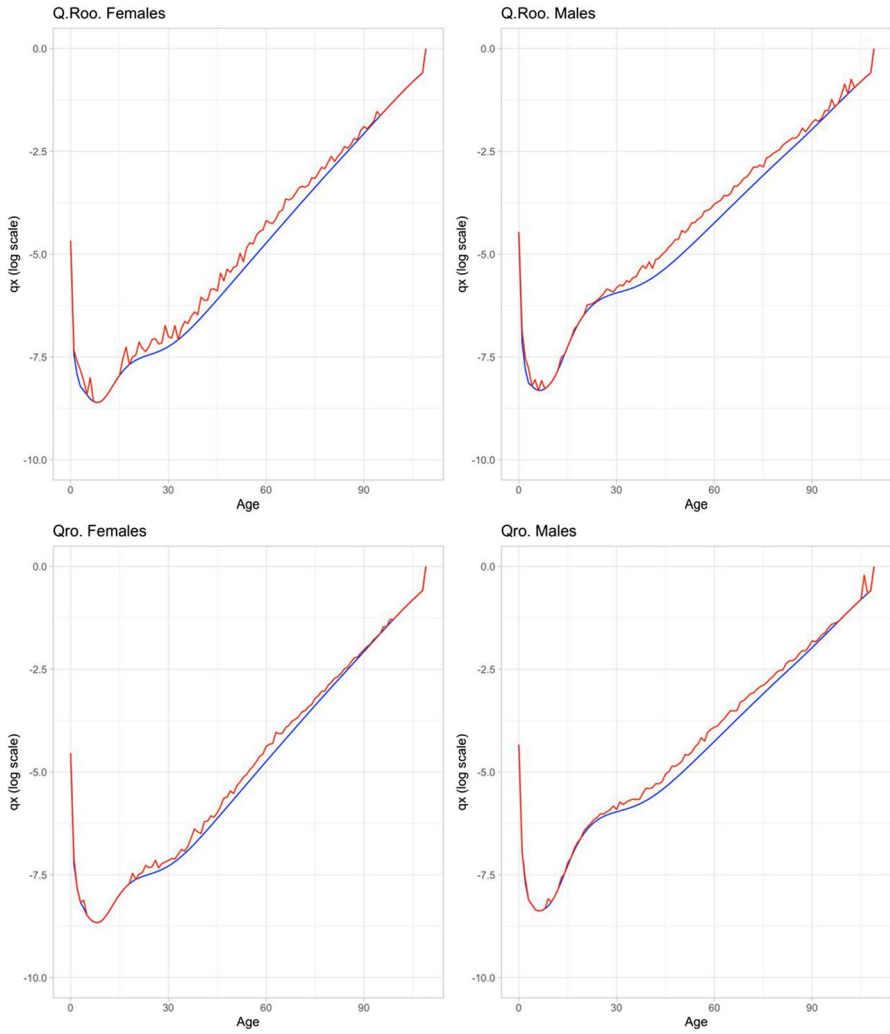 Q.Roo. Females
0.0
-2.5
-5.0
-7.5
-10.0
qx (log scale)
0 30 60 90
Age
Q.Roo. Males
0.0
-2.5
-5.0
-7.5
-10.0
qx (log scale)
0 30 60 90
Age
Qro. Females
0.0
-2.5
-5.0
-7.5
-10.0
qx (log scale)
0 30 60 90
Age
Qro. Males
0.0
-2.5
-5.0
-7.5
-10.0
qx (log scale)
0 30 60 90
Age